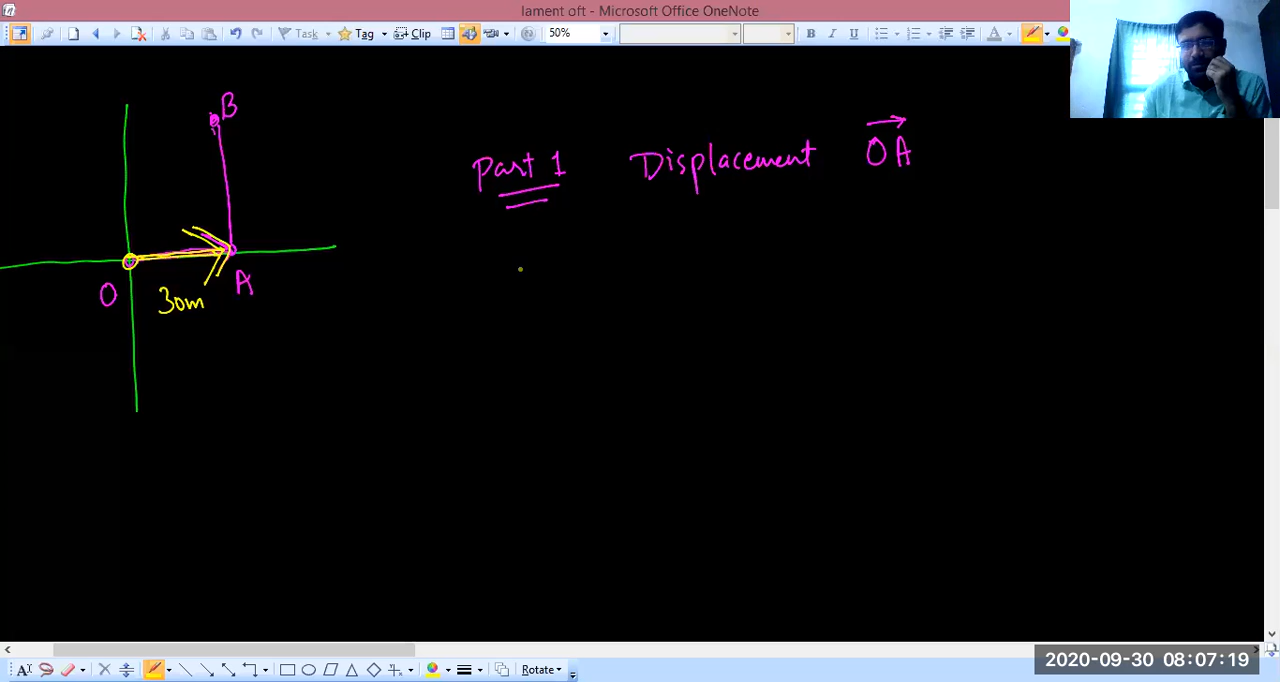 lament oft - Microsoft Office OneNote
Task Tag Clip 50% B I U
B
Part 1 Displacement OA
O 30m A
A Rotate
2020-09-30 08:07:19